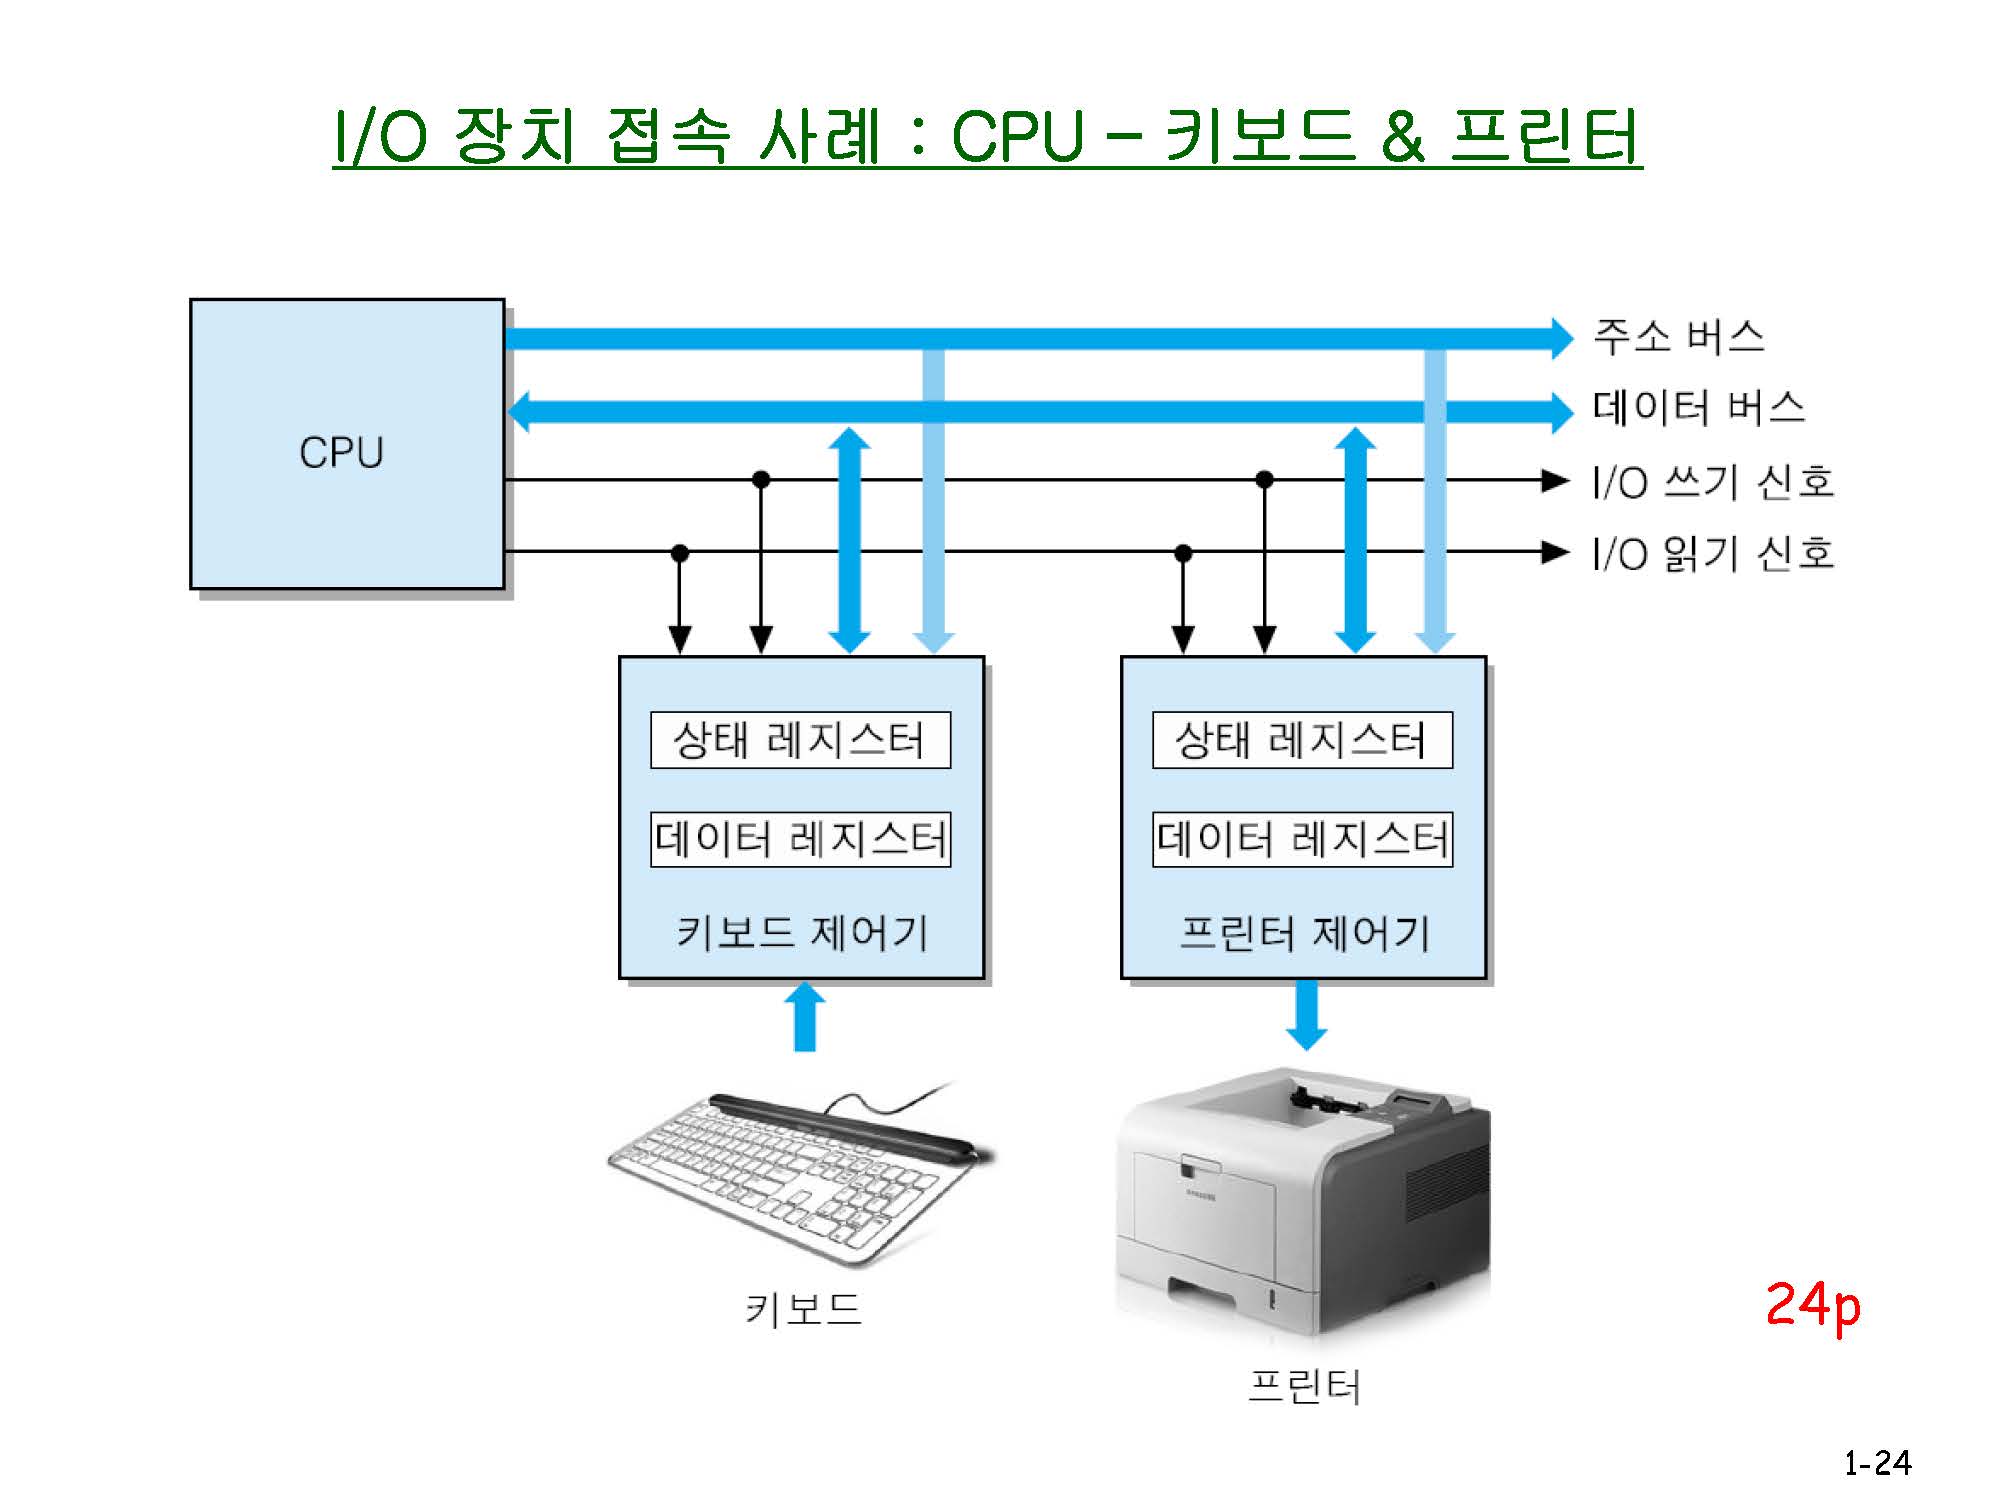 I/O 장치 접속 사례 : CPU – 키보드 & 프린터
주소 버스
데이터 버스
CPU
I/O 쓰기 신호
I/O 읽기 신호
상태 레지스터
상태 레지스터
데이터 레지스터
데이터 레지스터
키보드 제어기
프린터 제어기
키보드
24p
프린터
1-24